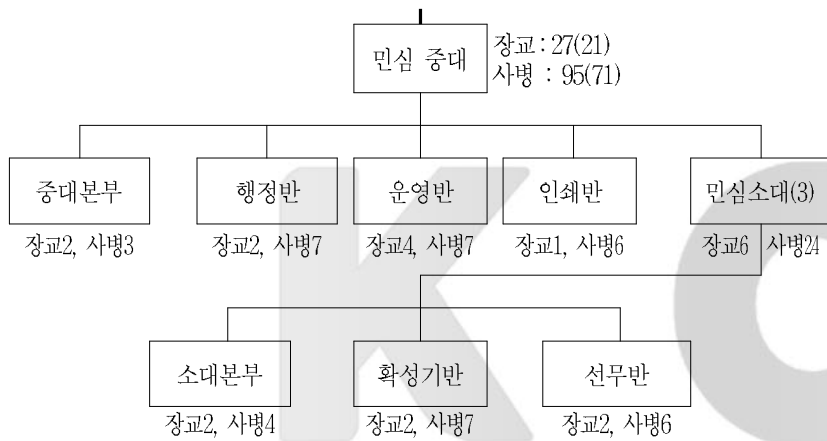 민심 중대
장교 : 27(21)
사병 : 95(71)
중대본부
행정반
운영반
인쇄반
민심소대(3)
장교2, 사병3
장교2, 사병7
장교4, 사병7
장교1, 사병6
장교6 사병24
소대본부
확성기반
선무반
장교2, 사병4
장교2, 사병7
장교2, 사병6